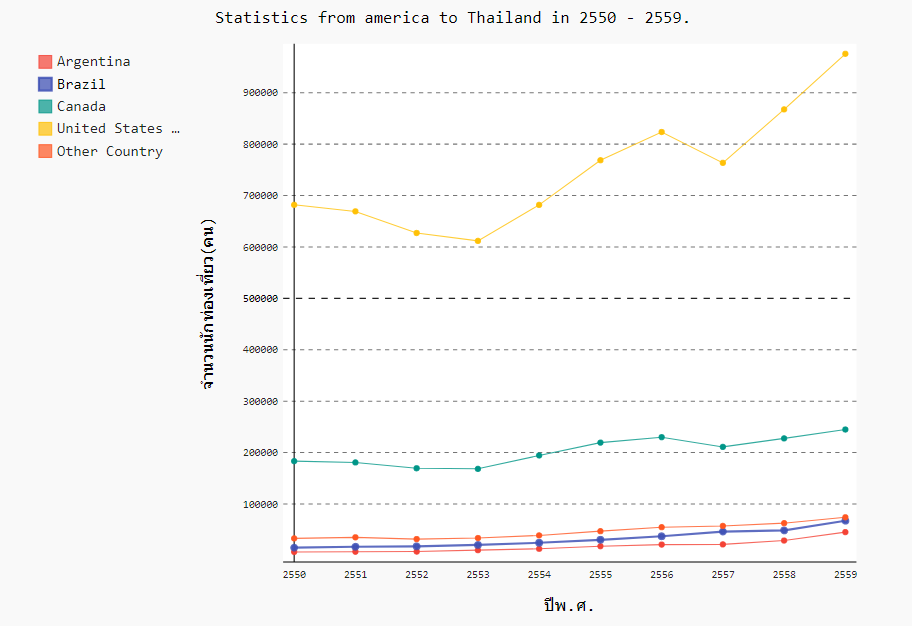 Statistics from america to Thailand in 2550 - 2559.
Argentina
Brazil
Canada
United States …
Other Country
จำนวนนักท่องเที่ยว(คน)
900000
800000
700000
600000
500000
400000
300000
200000
100000
2550 2551 2552 2553 2554 2555 2556 2557 2558 2559
ปีพ.ศ.